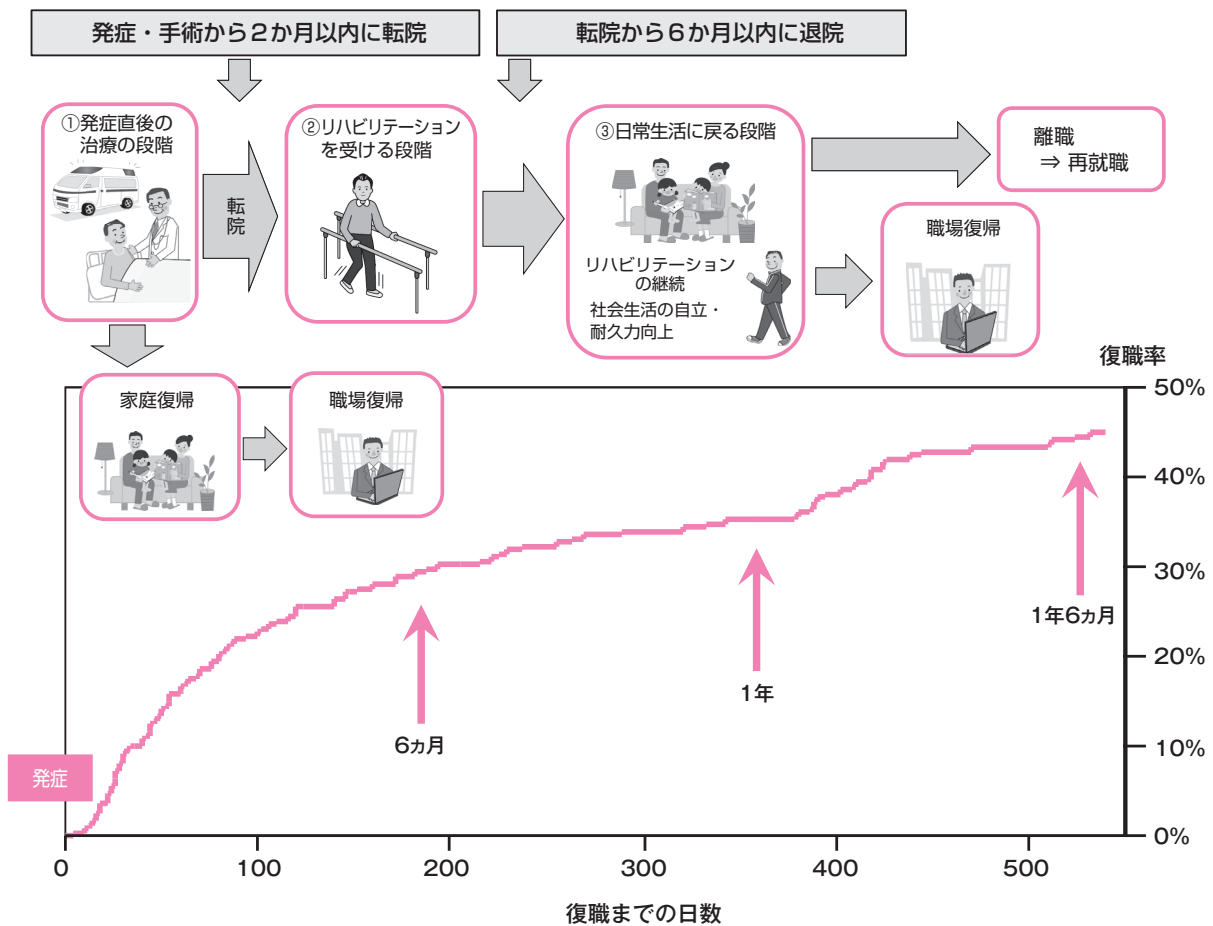 発症・手術から２か月以内に転院
転院から６か月以内に退院
①発症直後の
治療の段階
転院
②リハビリテーション
を受ける段階
③日常生活に戻る段階
リハビリテーション
の継続
社会生活の自立・
耐久力向上
離職
⇒ 再就職
職場復帰
家庭復帰
職場復帰
復職率
50%
40%
30%
20%
10%
0%
発症
6ヵ月
1年
1年6ヵ月
0
100
200
300
400
500
復職までの日数